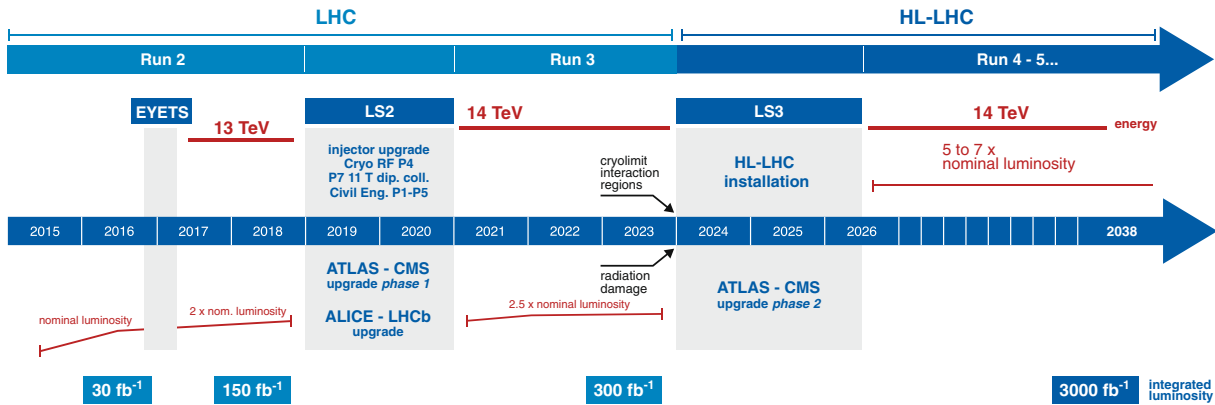 LHC
HL-LHC
Run 2
Run 3
Run 4 - 5...
EYETS
13 TeV
LS2
14 TeV
LS3
14 TeV
energy
injector upgrade
Cryo RF P4
P7 11 T dip. coll.
Civil Eng. P1-P5
cryolimit
interaction
regions
HL-LHC
installation
5 to 7 x
nominal luminosity
2015 2016 2017 2018 2019 2020 2021 2022 2023 2024 2025 2026 2038
ATLAS - CMS
upgrade phase 1
ALICE - LHCb
upgrade
radiation
damage
ATLAS - CMS
upgrade phase 2
nominal luminosity
2 x nom. luminosity
2.5 x nominal luminosity
30 fb⁻¹
150 fb⁻¹
300 fb⁻¹
3000 fb⁻¹
integrated
luminosity